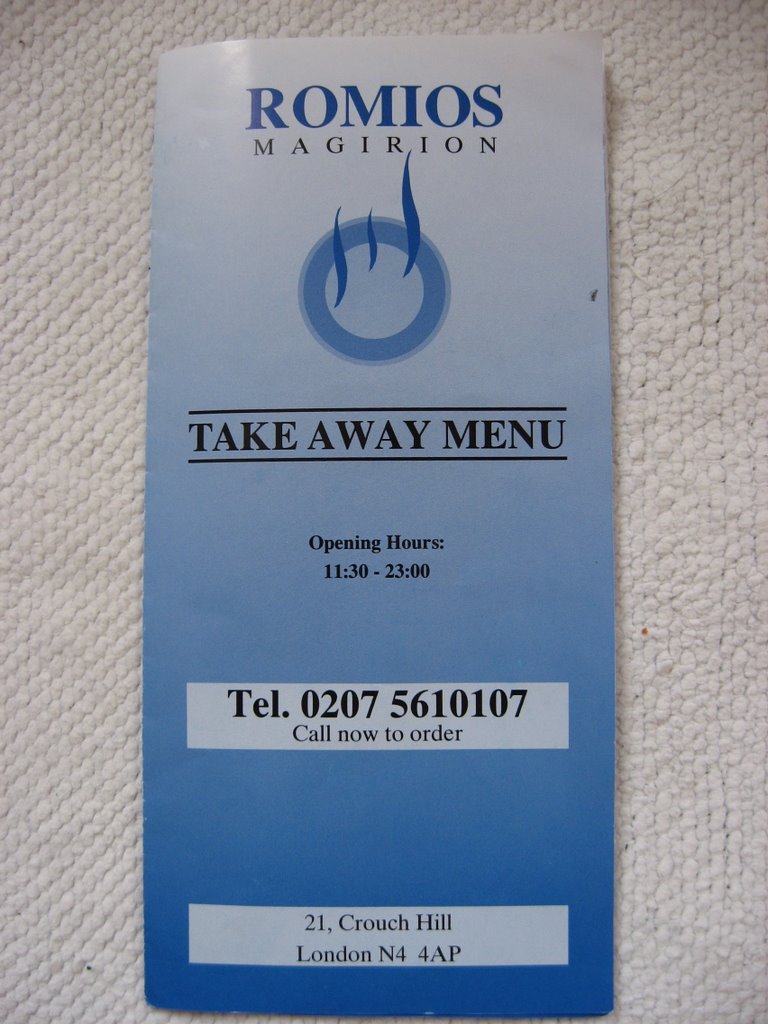 ROMIOS
MAGIRION
TAKE AWAY MENU
Opening Hours:
11:30 - 23:00
Tel. 0207 5610107
Call now to order
21, Crouch Hill
London N4 4AP